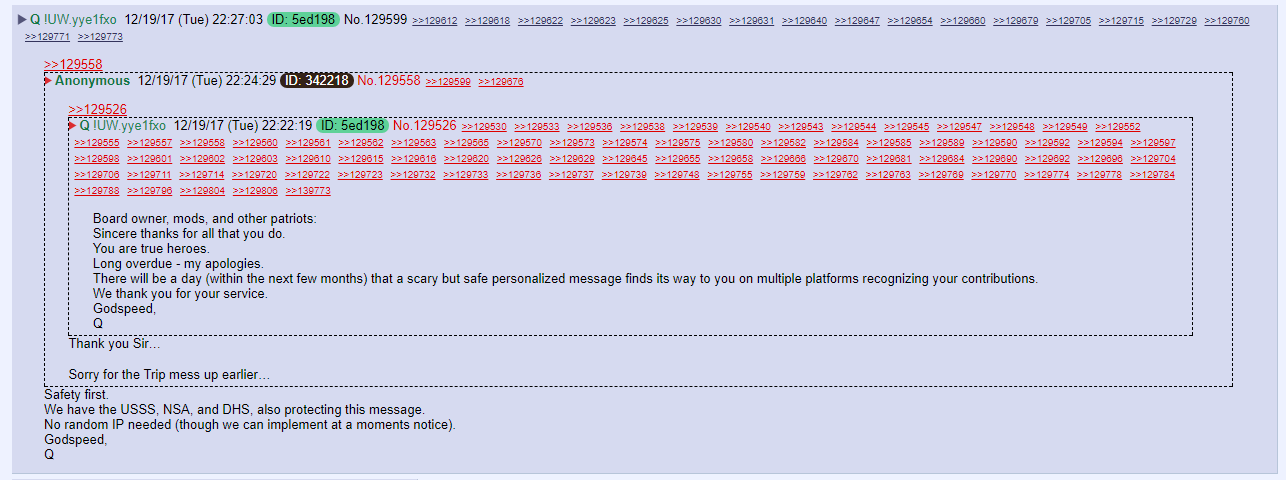 ▶ Q !UW.yye1fxo 12/19/17 (Tue) 22:27:03 ID: 5ed198 No.129599 >>129612 >>129618 >>129622 >>129623 >>129625 >>129630 >>129631 >>129640 >>129647 >>129654 >>129660 >>129679 >>129705 >>129715 >>129729 >>129760
>>129771 >>129773
>>129558
▶ Anonymous 12/19/17 (Tue) 22:24:29 ID: 342218 No.129558 >>129599 >>129676
>>129526
▶ Q !UW.yye1fxo 12/19/17 (Tue) 22:22:19 ID: 5ed198 No.129526 >>129530 >>129533 >>129536 >>129538 >>129539 >>129540 >>129543 >>129544 >>129545 >>129547 >>129548 >>129549 >>129552
>>129555 >>129557 >>129558 >>129560 >>129561 >>129562 >>129563 >>129565 >>129570 >>129573 >>129574 >>129575 >>129580 >>129582 >>129584 >>129585 >>129589 >>129590 >>129592 >>129594 >>129597
>>129598 >>129601 >>129602 >>129603 >>129610 >>129615 >>129616 >>129620 >>129626 >>129629 >>129645 >>129655 >>129658 >>129666 >>129670 >>129681 >>129684 >>129690 >>129692 >>129696 >>129704
>>129706 >>129711 >>129714 >>129720 >>129722 >>129723 >>129732 >>129733 >>129736 >>129737 >>129739 >>129748 >>129755 >>129759 >>129762 >>129763 >>129769 >>129770 >>129774 >>129778 >>129784
>>129788 >>129796 >>129804 >>129806 >>139773
Board owner, mods, and other patriots:
Sincere thanks for all that you do.
You are true heroes.
Long overdue - my apologies.
There will be a day (within the next few months) that a scary but safe personalized message finds its way to you on multiple platforms recognizing your contributions.
We thank you for your service.
Godspeed,
Q
Thank you Sir…
Sorry for the Trip mess up earlier…
Safety first.
We have the USSS, NSA, and DHS, also protecting this message.
No random IP needed (though we can implement at a moments notice).
Godspeed,
Q